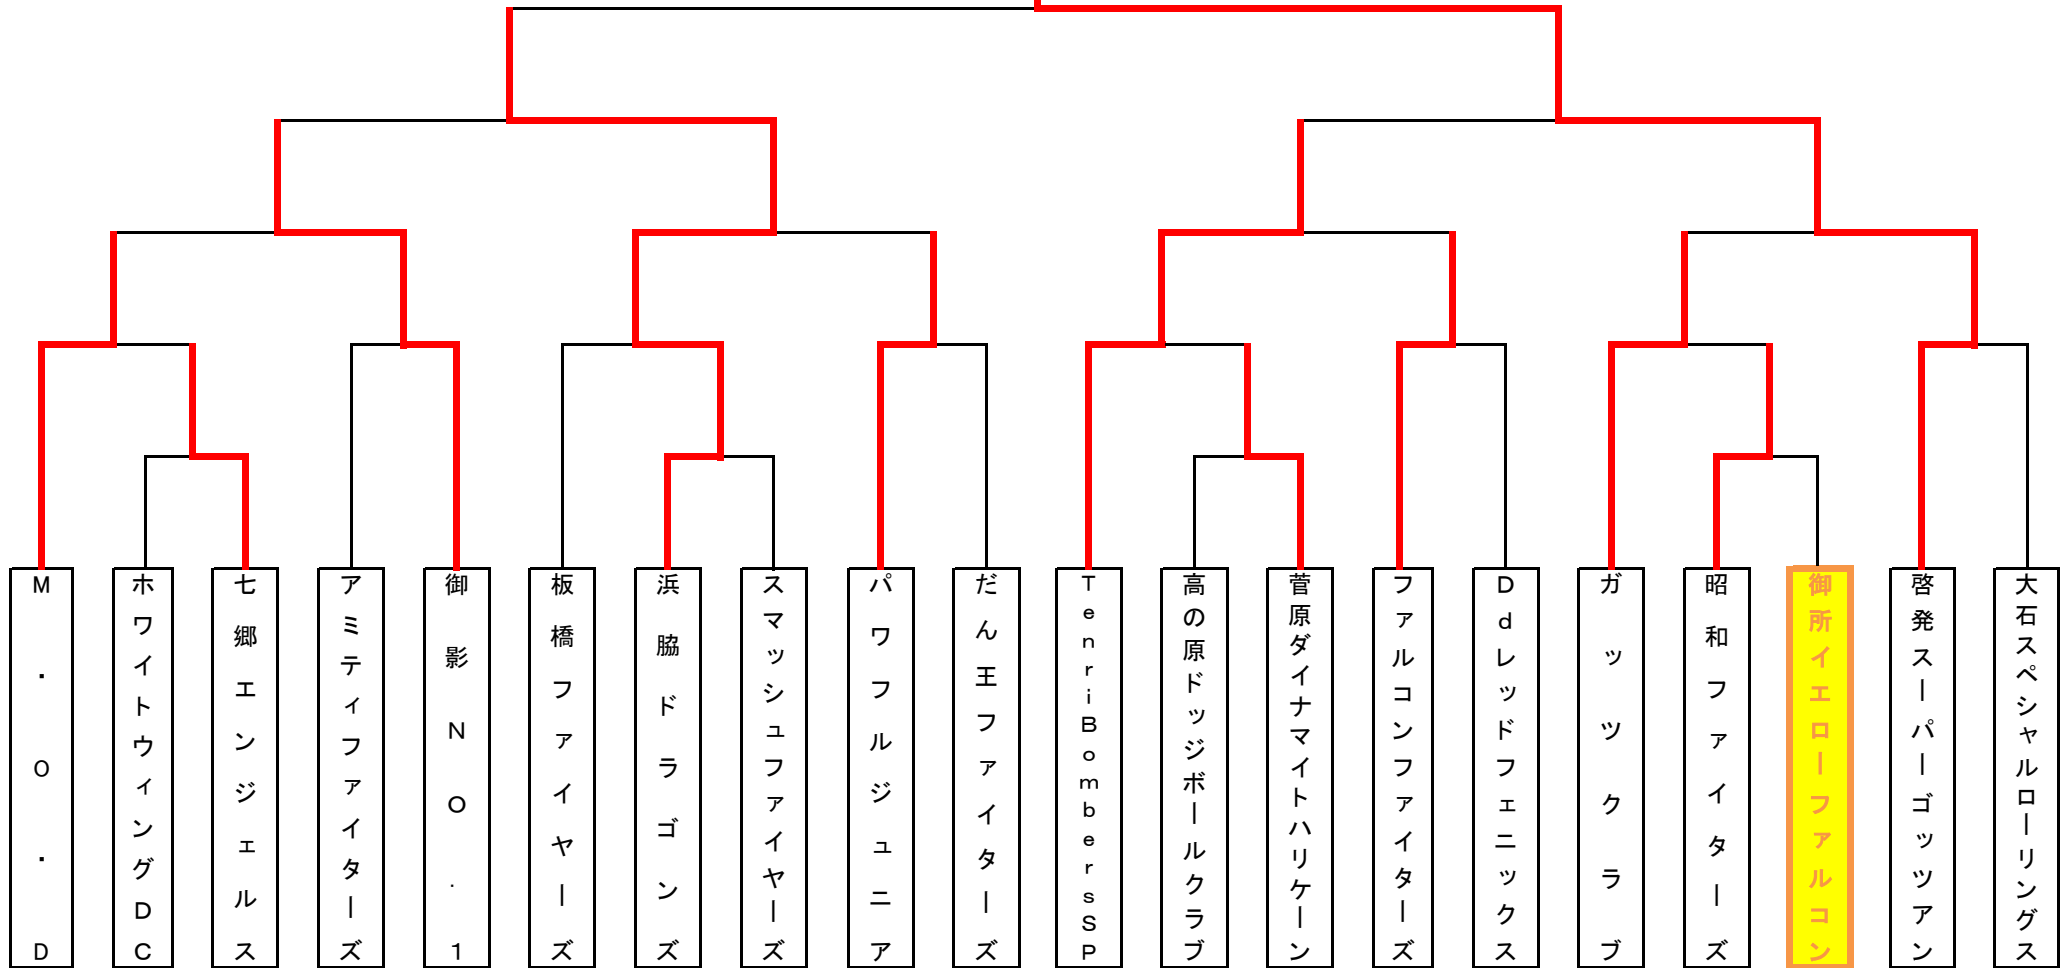 M.O.D
ホワイトウィングDC
七郷エンジェルス
アミティファイターズ
御影NO.1
板橋ファイヤーズ
浜脇ドラゴンズ
スマッシュファイヤーズ
パワフルジュニア
だん王ファイターズ
TenriBombersSP
高の原ドッジボールクラブ
菅原ダイナマイトハリケーン
ファルコンファイターズ
Ddレッドフェニックス
ガッツクラブ
昭和ファイターズ
御所イエローファルコン
啓発スーパーゴッツアン
大石スペシャルローリングス